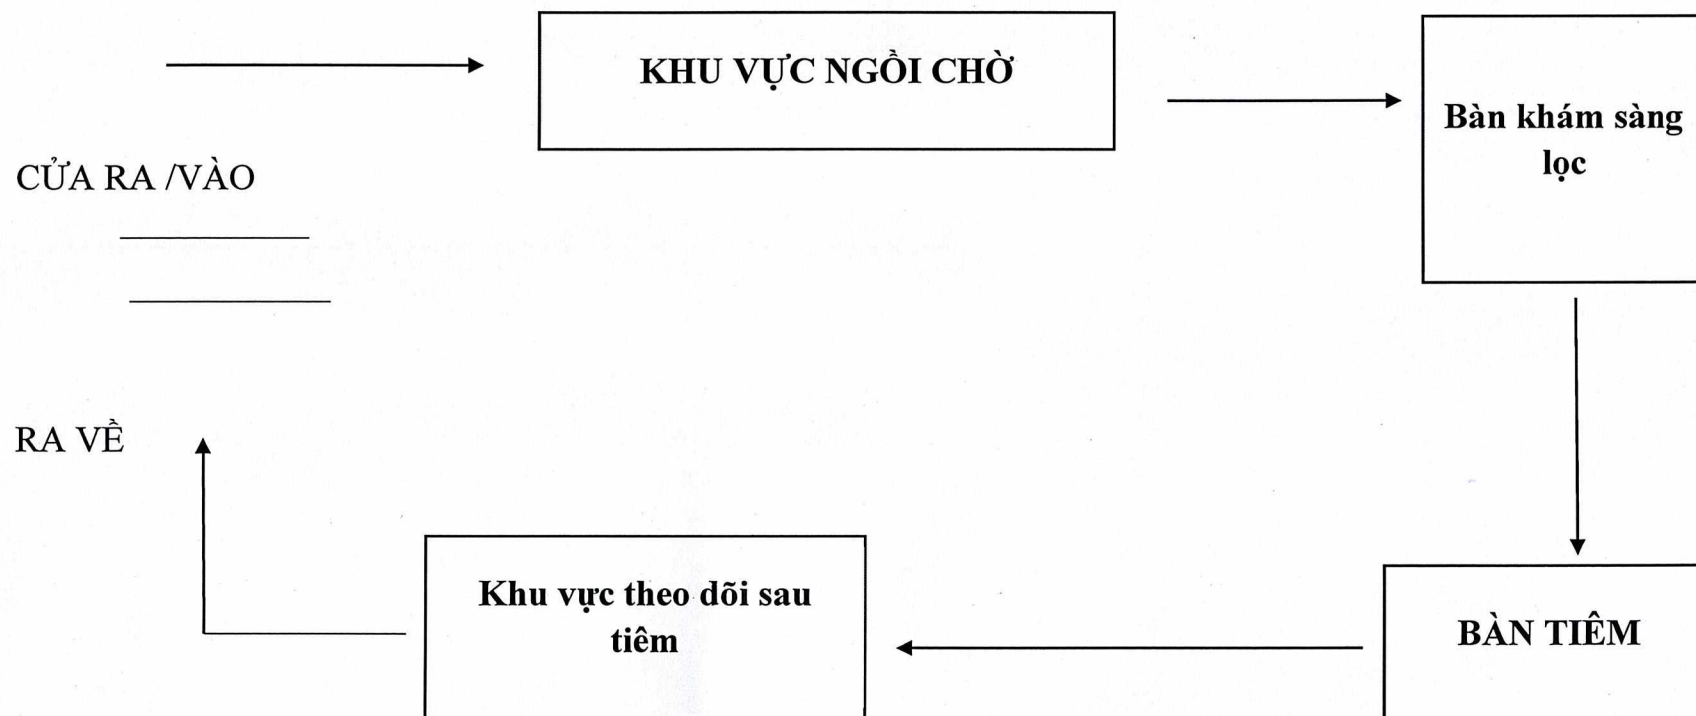 KHU VỰC NGỒI CHỜ
Bàn khám sàng
lọc
CỬA RA /VÀO
RA VỀ
Khu vực theo dõi sau
tiêm
BÀN TIÊM